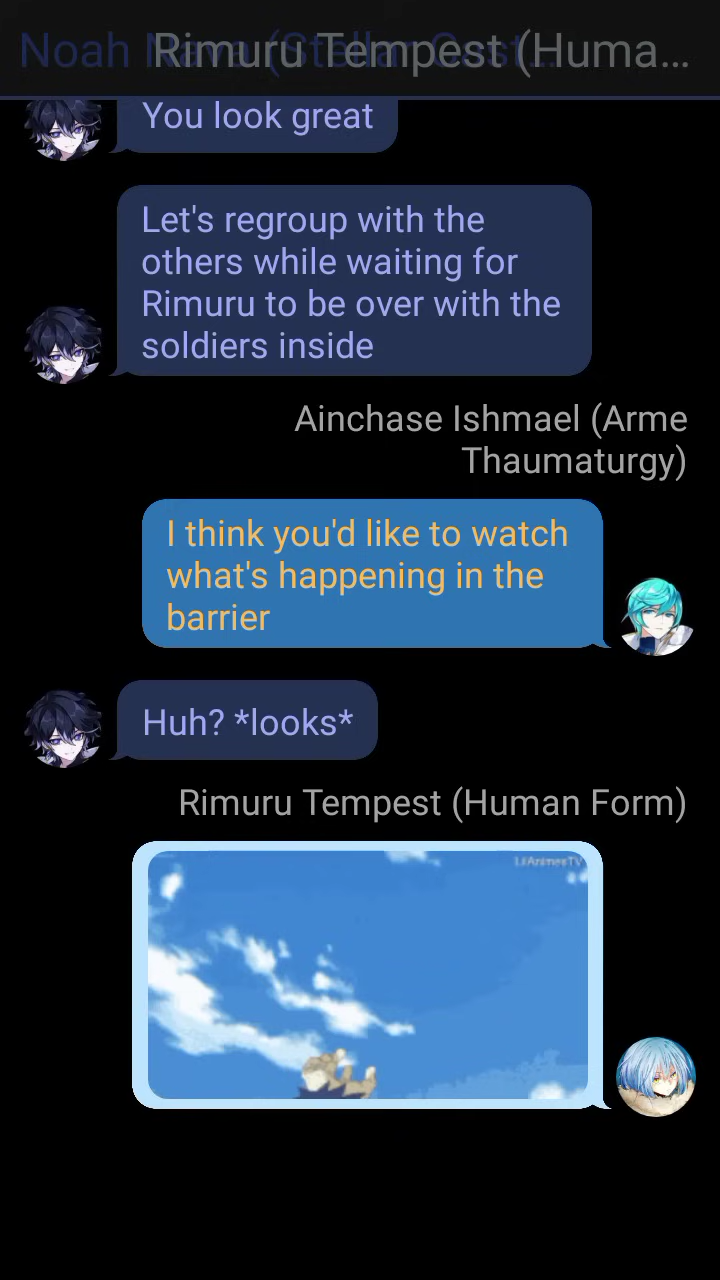 Rimuru Tempest (Huma...
You look great
Let's regroup with the
others while waiting for
Rimuru to be over with the
soldiers inside
Ainchase Ishmael (Arme
Thaumaturgy)
I think you'd like to watch
what's happening in the
barrier
Huh? *looks*
Rimuru Tempest (Human Form)
LilAnimesTV